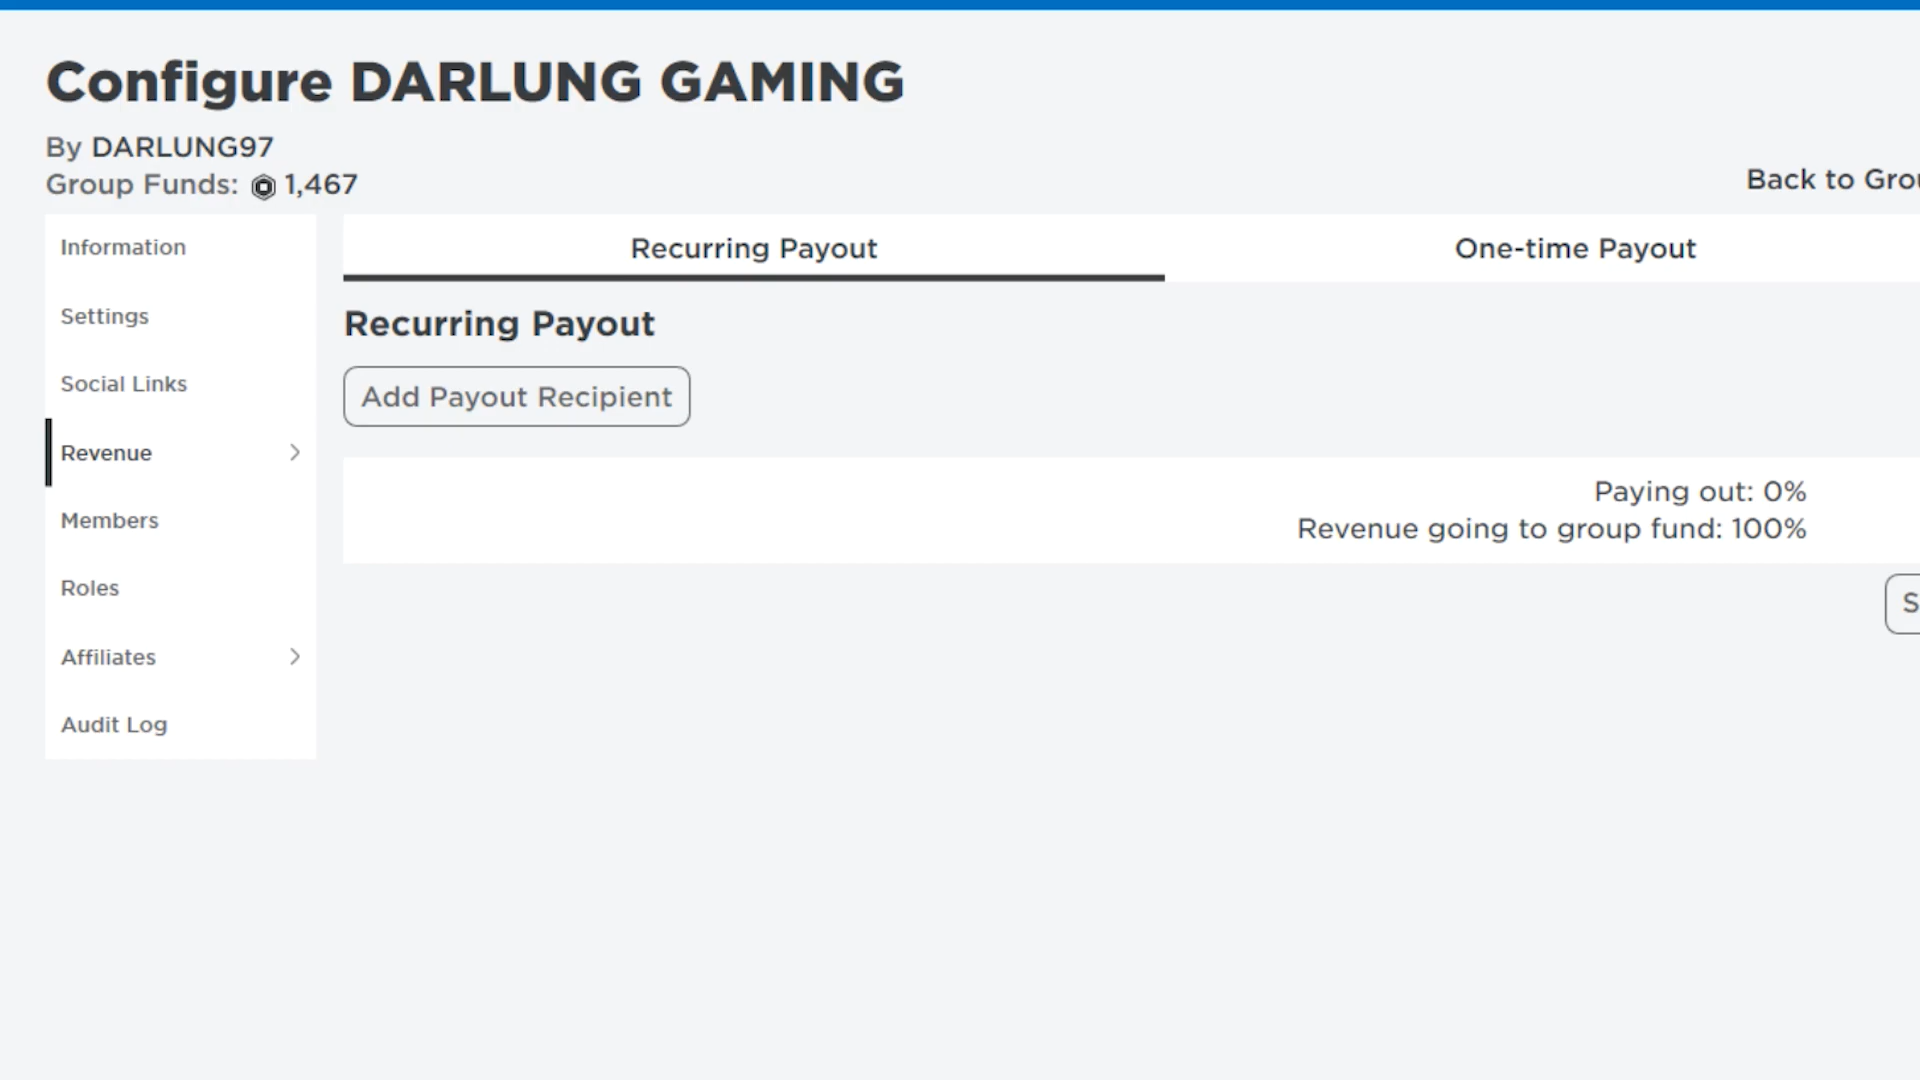 Configure DARLUNG GAMING
By DARLUNG97
Group Funds: 1,467
Back to Grou
Information
Settings
Social Links
Revenue
Members
Roles
Affiliates
Audit Log
Recurring Payout
One-time Payout
Recurring Payout
Add Payout Recipient
Paying out: 0%
Revenue going to group fund: 100%
S